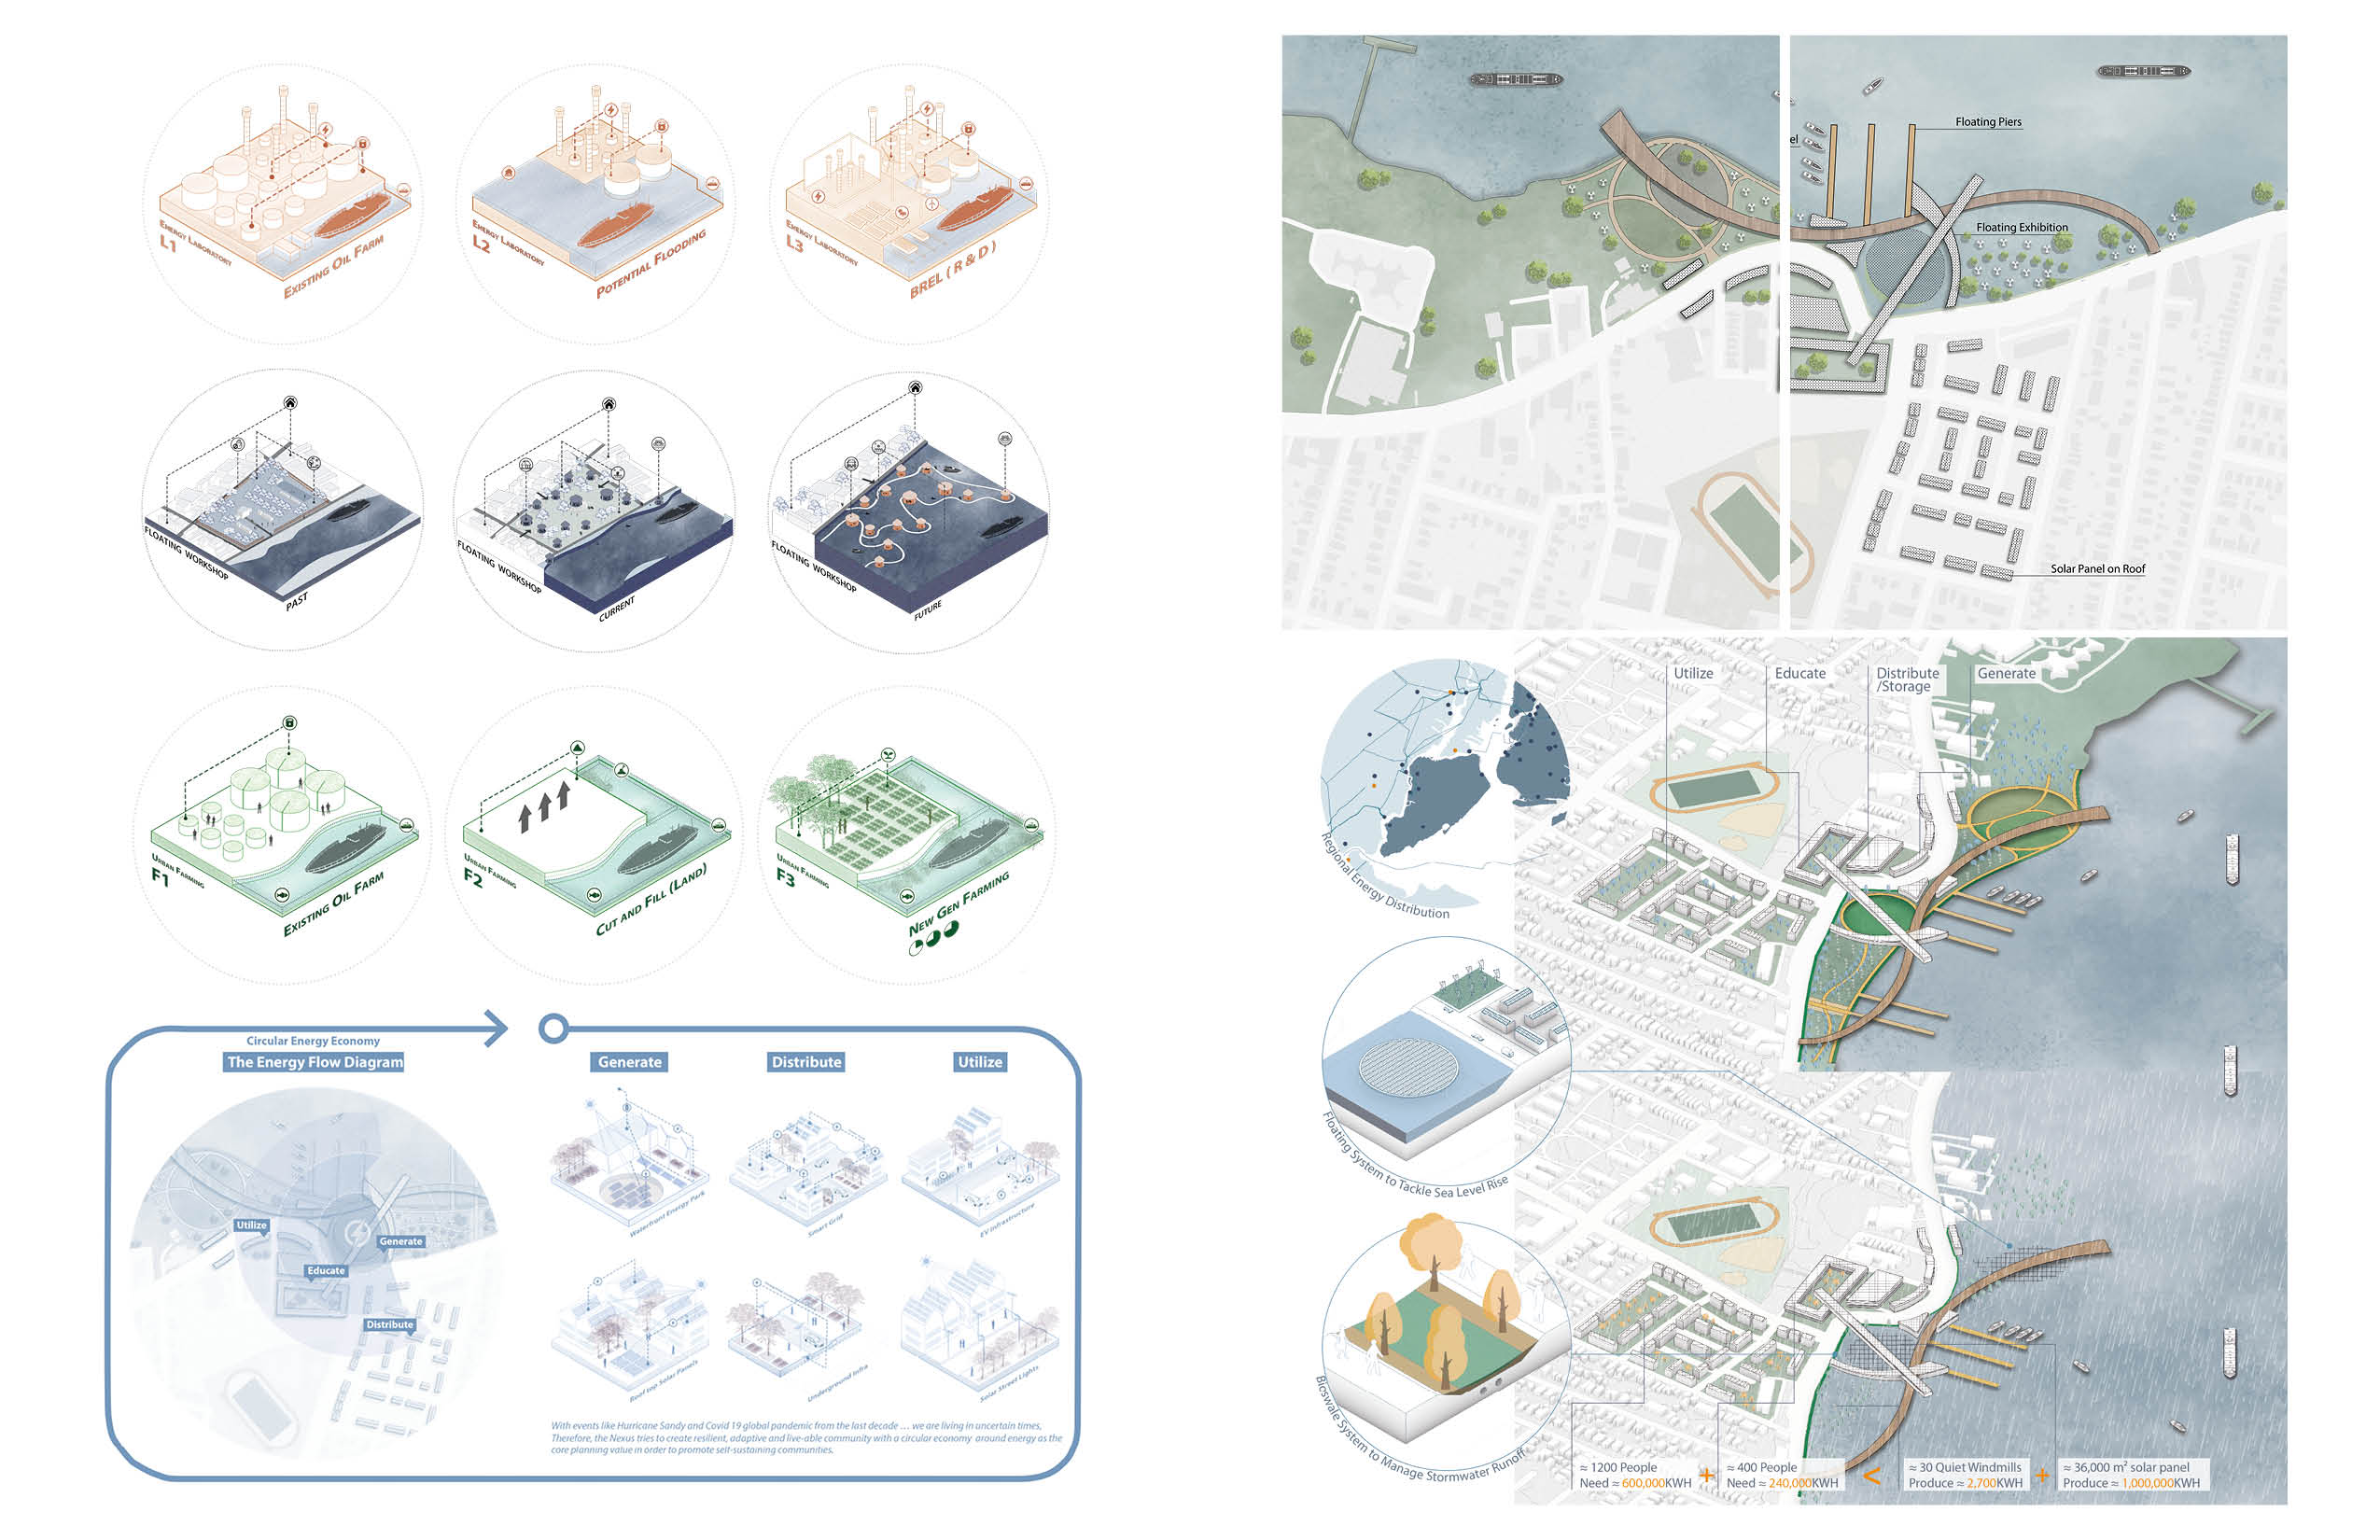 ENERGY LABORATORY
L1
EXISTING OIL FARM
ENERGY LABORATORY
L2
POTENTIAL FLOODING
ENERGY LABORATORY
L3
BREL ( R & D )
FLOATING WORKSHOP
PAST
FLOATING WORKSHOP
CURRENT
FLOATING WORKSHOP
FUTURE
URBAN FARMING
F1
EXISTING OIL FARM
URBAN FARMING
F2
CUT AND FILL (LAND)
URBAN FARMING
F3
NEW GEN FARMING
Circular Energy Economy
The Energy Flow Diagram
Utilize
Generate
Educate
Distribute
Generate
Distribute
Utilize
Waterfront Energy Park
Smart Grid
EV Infrastructure
Roof top Solar Panels
Underground Infra
Solar Street Lights
With events like Hurricane Sandy and Covid 19 global pandemic from the last decade ... we are living in uncertain times,
Therefore, the Nexus tries to create resilient, adaptive and live-able community with a circular economy around energy as the
core planning value in order to promote self-sustaining communities.
el
Floating Piers
Floating Exhibition
Solar Panel on Roof
Utilize
Educate
Distribute
/Storage
Generate
Regional Energy Distribution
Floating System to Tackle Sea Level Rise
Bioswale System to Manage Stormwater Runoff
≈ 1200 People
Need ≈ 600,000KWH
+
≈ 400 People
Need ≈ 240,000KWH
<
≈ 30 Quiet Windmills
Produce ≈ 2,700KWH
+
≈ 36,000 m² solar panel
Produce ≈ 1,000,000KWH